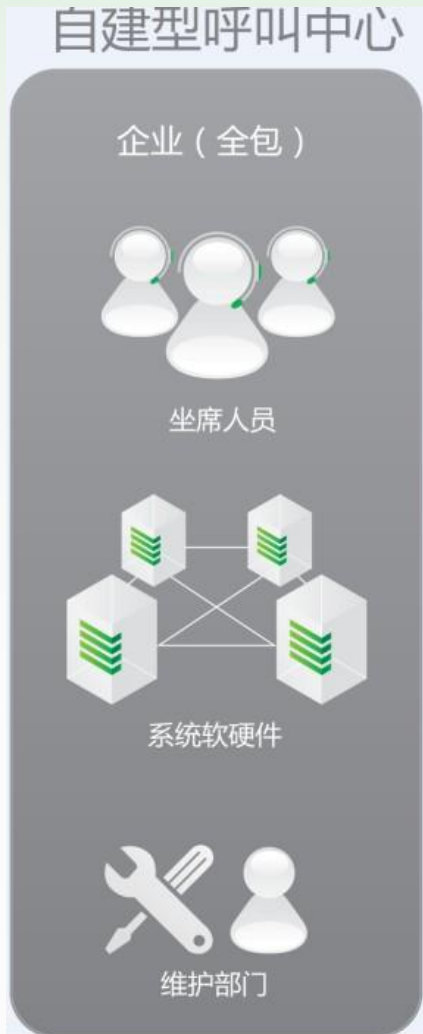 自建型呼叫中心
企业（全包）
坐席人员
系统软硬件
维护部门